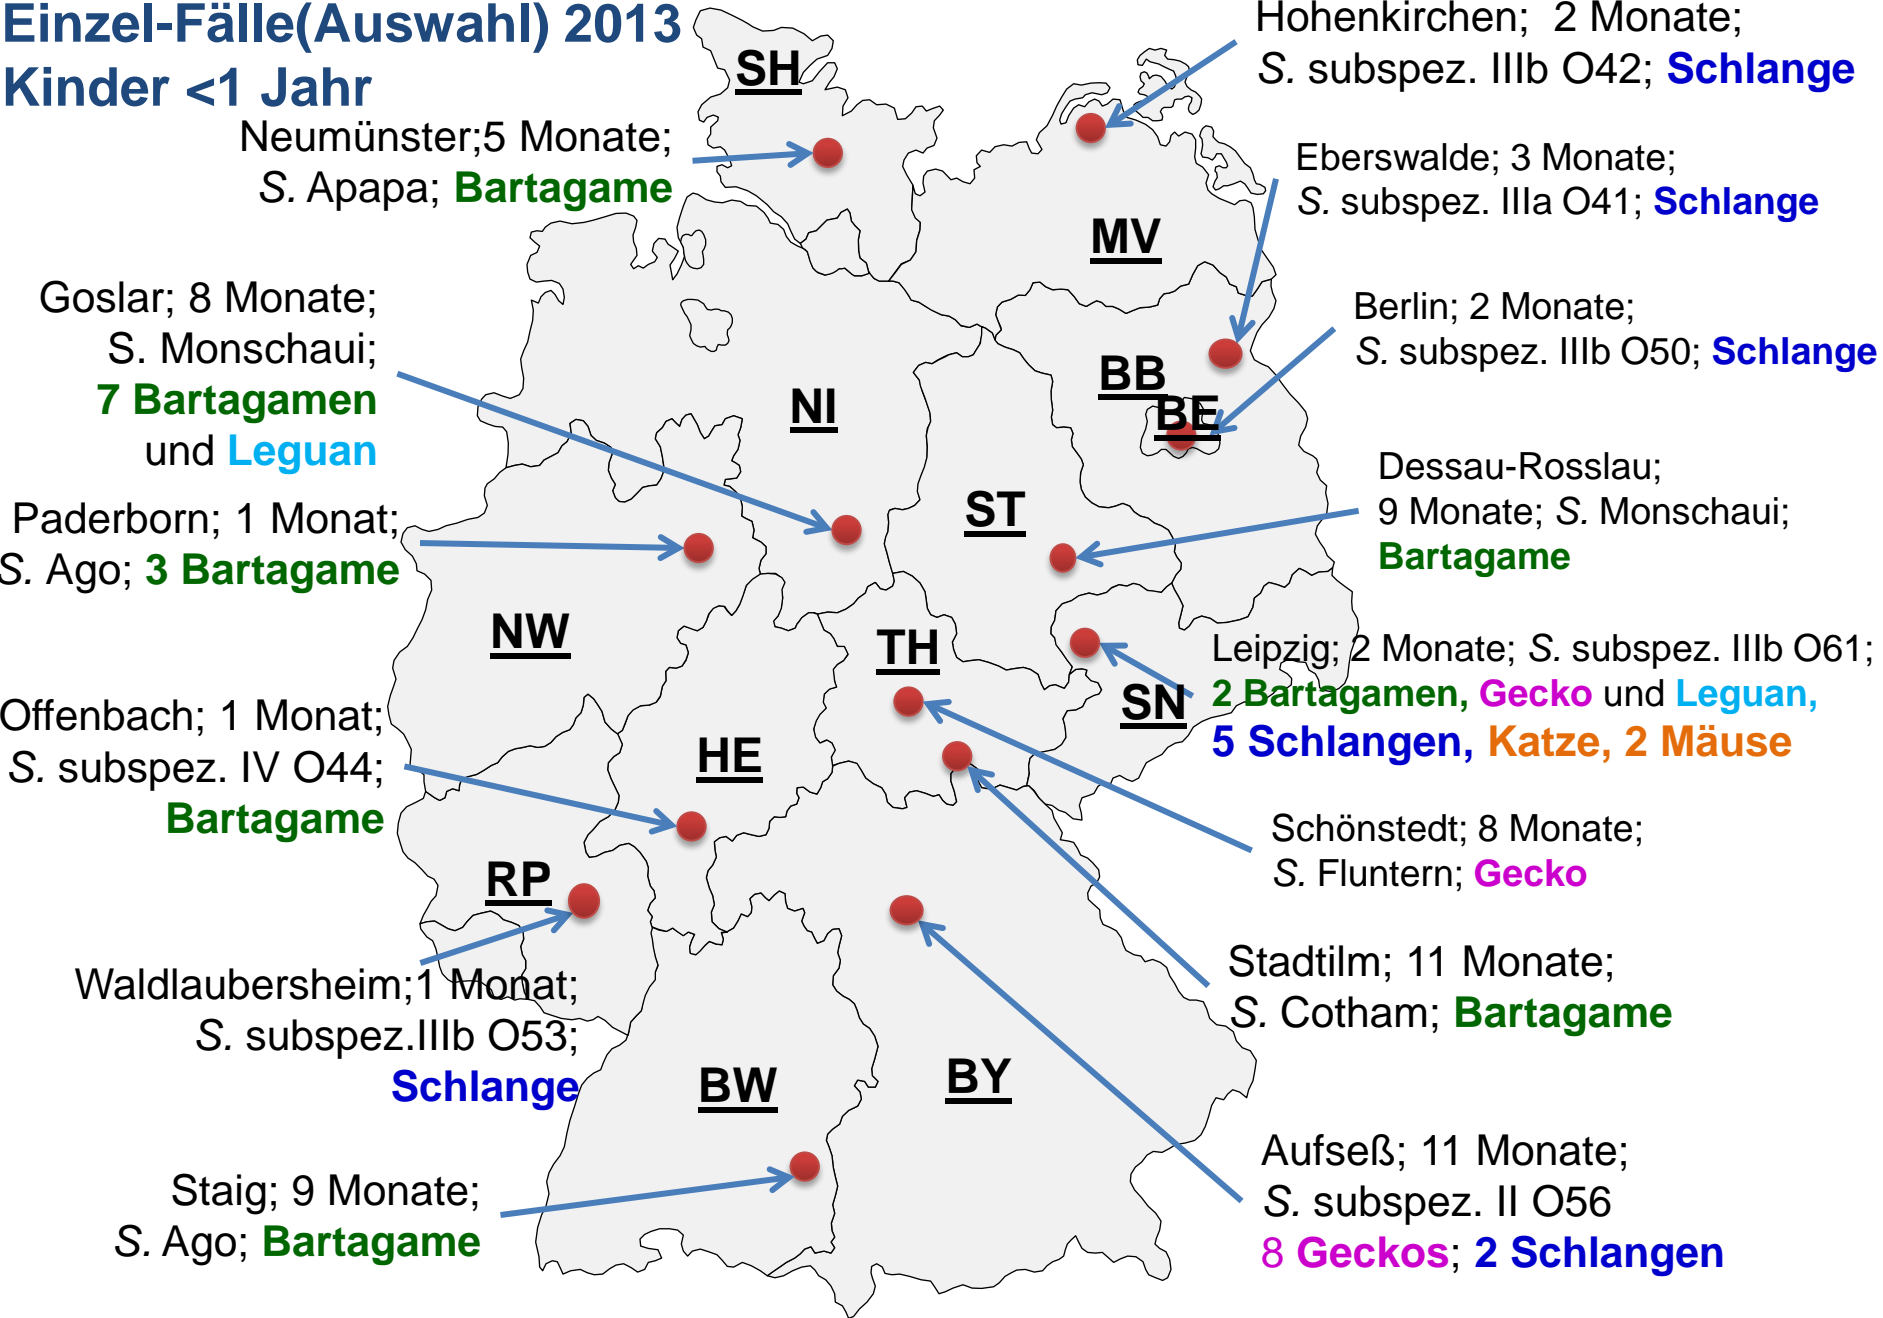 Einzel-Fälle(Auswahl) 2013
Kinder <1 Jahr
Neumünster;5 Monate;
S. Apapa; Bartagame
Goslar; 8 Monate;
S. Monschaui;
7 Bartagamen
und Leguan
Paderborn; 1 Monat;
S. Ago; 3 Bartagame
Offenbach; 1 Monat;
S. subspez. IV O44;
Bartagame
Waldlaubersheim;1 Monat;
S. subspez.IIIb O53;
Schlange
Staig; 9 Monate;
S. Ago; Bartagame
SH
MV
NI
BB
BE
ST
NW
TH
SN
HE
RP
BW
BY
Hohenkirchen; 2 Monate;
S. subspez. IIIb O42; Schlange
Eberswalde; 3 Monate;
S. subspez. IIIa O41; Schlange
Berlin; 2 Monate;
S. subspez. IIIb O50; Schlange
Dessau-Rosslau;
9 Monate; S. Monschaui;
Bartagame
Leipzig; 2 Monate; S. subspez. IIIb O61;
2 Bartagamen, Gecko und Leguan,
5 Schlangen, Katze, 2 Mäuse
Schönstedt; 8 Monate;
S. Fluntern; Gecko
Stadtilm; 11 Monate;
S. Cotham; Bartagame
Aufseß; 11 Monate;
S. subspez. II O56
8 Geckos; 2 Schlangen